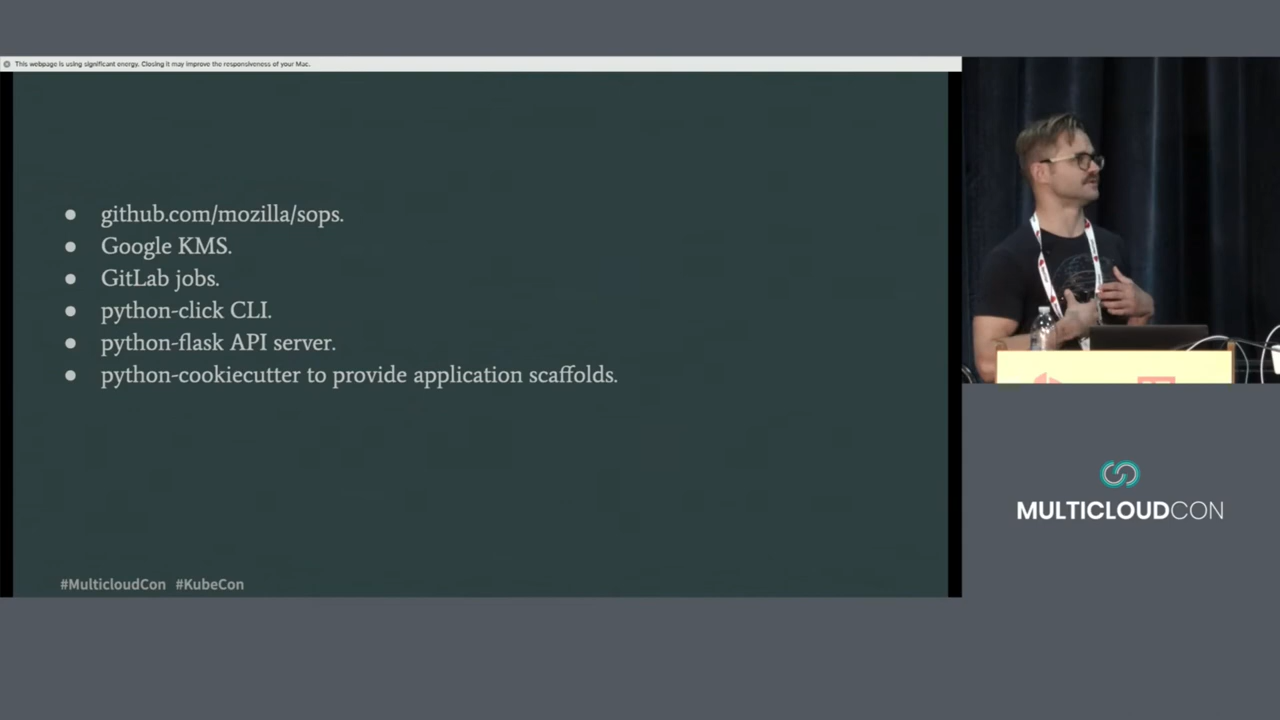 This webpage is using significant energy. Closing it may improve the responsiveness of your Mac.
● github.com/mozilla/sops.
● Google KMS.
● GitLab jobs.
● python-click CLI.
● python-flask API server.
● python-cookiecutter to provide application scaffolds.
#MulticloudCon #KubeCon
MULTICLOUDCON